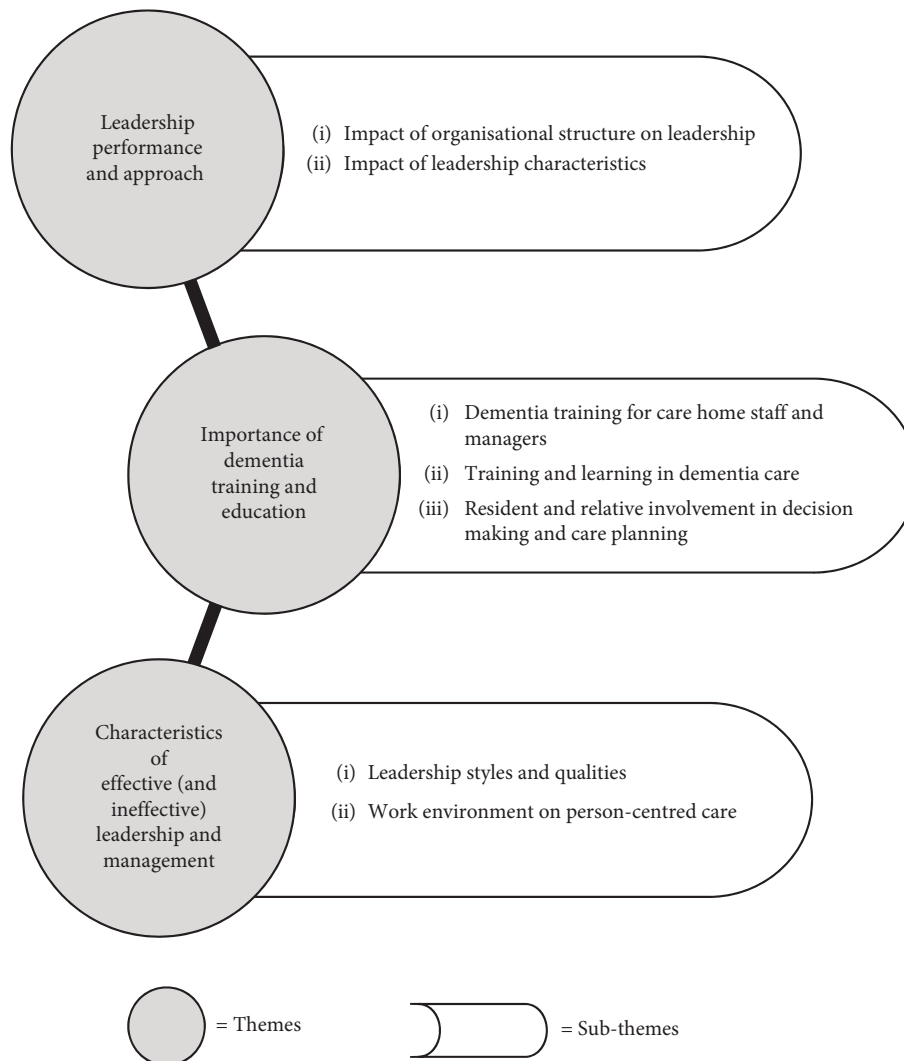 Leadership
performance
and approach
(i) Impact of organisational structure on leadership
(ii) Impact of leadership characteristics
Importance of
dementia
training and
education
(i) Dementia training for care home staff and
managers
(ii) Training and learning in dementia care
(iii) Resident and relative involvement in decision
making and care planning
Characteristics
of
effective (and
ineffective)
leadership and
management
(i) Leadership styles and qualities
(ii) Work environment on person-centred care
= Themes
= Sub-themes